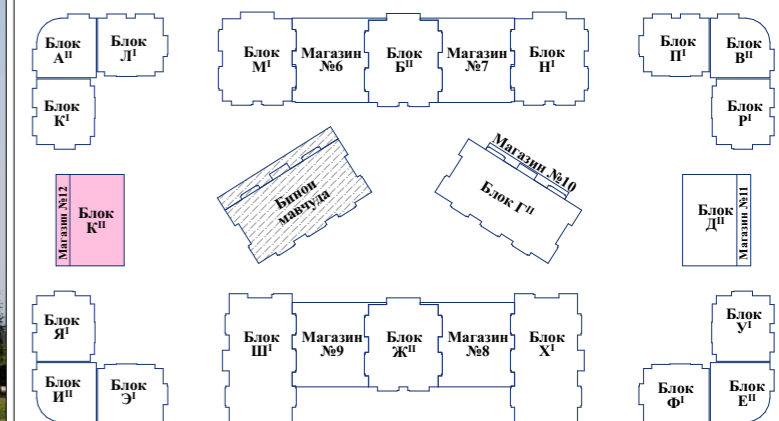 Блок
Aᴵᴵ
Блок
Лᴵ
Блок
Кᴵ
Блок
Мᴵ
Магазин
№6
Блок
Бᴵᴵ
Магазин
№7
Блок
Нᴵ
Блок
Пᴵ
Блок
Вᴵᴵ
Блок
Рᴵ
Магазин №12
Блок
Кᴵᴵ
Бинои
мавчуда
Магазин №10
Блок Гᴵᴵ
Блок
Дᴵᴵ
Магазин №11
Блок
Яᴵ
Блок
Иᴵᴵ
Блок
Эᴵ
Блок
Шᴵ
Магазин
№9
Блок
Жᴵᴵ
Магазин
№8
Блок
Хᴵ
Блок
Уᴵ
Блок
Фᴵ
Блок
Еᴵᴵ